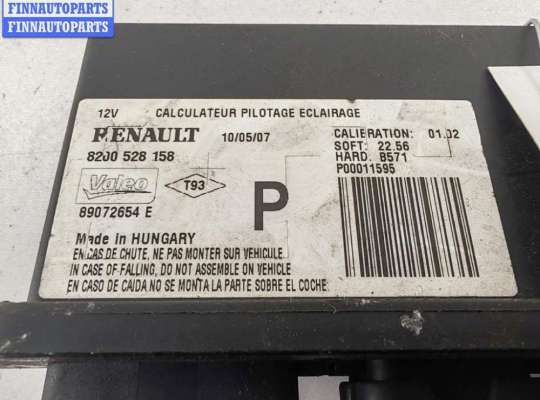 FINNAUTOPARTS
FINNAUTOPARTS
12V CALCULATEUR PILOTAGE ECLAIRAGE
RENAULT 10/05/07 CALIBRATION: 01.02
8200 528 158 SOFT: 22.56
HARD. B571
P00011595
Valeo T93 P
89072654 E
Made in HUNGARY
EN CAS DE CHUTE, NE PAS MONTER SUR VEHICULE.
IN CASE OF FALLING, DO NOT ASSEMBLE ON VEHICLE
EN CASO DE CAIDA NO SE MONTA LA PARTE SOBRE EL COCHE